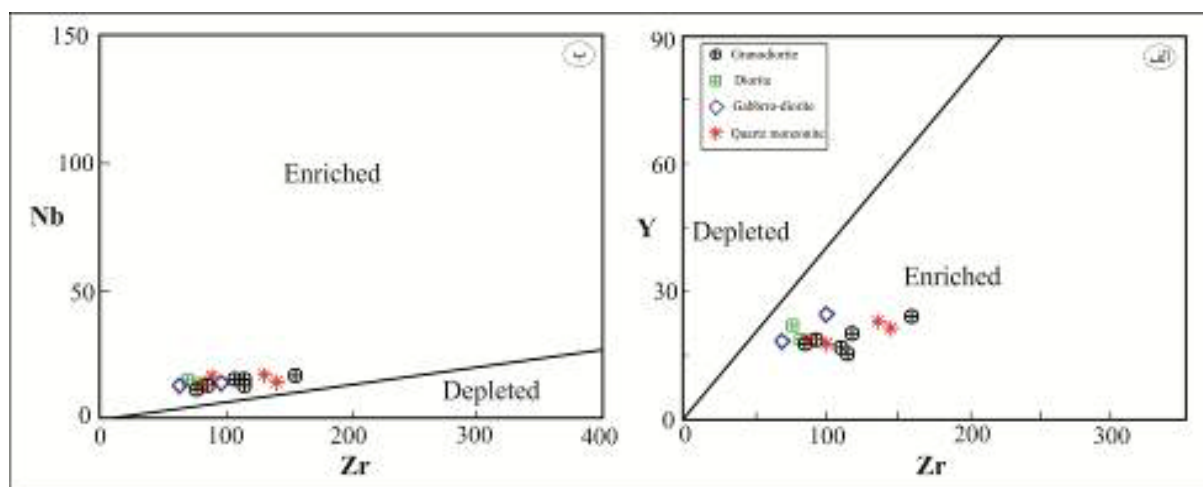 150
ب
Enriched
100
Nb
50
Depleted
0
0 100 200 300 400
Zr
90
الف
Granodiorite
Diorite
Gabbro-diorite
Quartz monzonite
60
Y
Depleted
Enriched
30
0
0 100 200 300
Zr